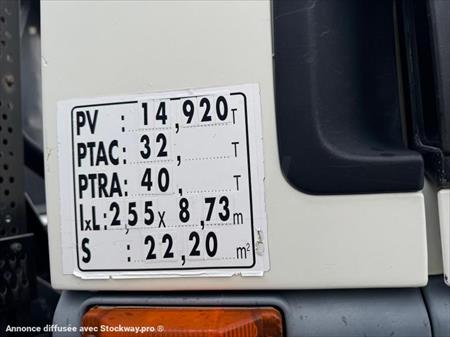 PV : 14,920 T
PTAC: 32, T
PTRA: 40, T
lxL: 2,55 x 8,73 m
S : 22,20 m²
Annonce diffusée avec Stockway.pro ®